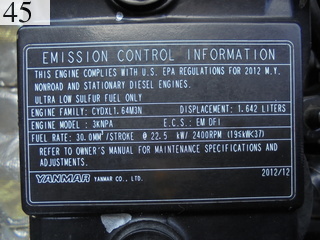 45
EMISSION CONTROL INFORMATION
THIS ENGINE COMPLIES WITH U.S. EPA REGULATIONS FOR 2012 M.Y.
NONROAD AND STATIONARY DIESEL ENGINES.
ULTRA LOW SULFUR FUEL ONLY
ENGINE FAMILY: CYDXL1.64M3N DISPLACEMENT: 1.642 LITERS
ENGINE MODEL: 3KNPA E.C.S.: EM DFI
FUEL RATE: 30.0MM³/STROKE @ 22.5 kW/ 2400RPM (19≤kW<37)
REFER TO OWNER'S MANUAL FOR MAINTENANCE SPECIFICATIONS AND
ADJUSTMENTS.
YANMAR YANMAR CO., LTD. 2012/12